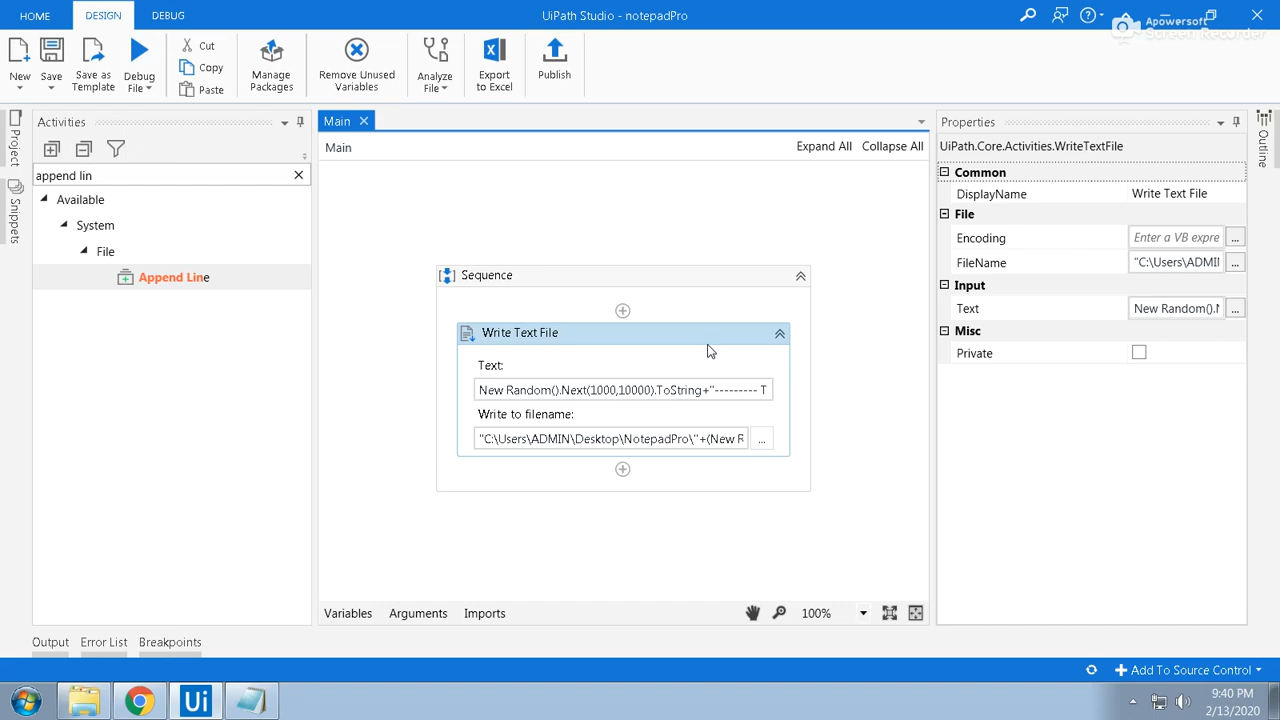 HOME DESIGN DEBUG UiPath Studio - notepadPro
Apowersoft
Screen Recorder
New Save Save as Template Debug File Cut Copy Paste Manage Packages Remove Unused Variables Analyze File Export to Excel Publish
Activities
Main
Properties
Project
Snippets
Outline
Main Expand All Collapse All
UiPath.Core.Activities.WriteTextFile
append lin
Available
System
File
Append Line
Sequence
Write Text File
Text:
New Random().Next(1000,10000).ToString+"--------- T
Write to filename:
"C:\Users\ADMIN\Desktop\NotepadPro\"+(New R
...
Common
DisplayName Write Text File
File
Encoding Enter a VB expre ...
FileName "C:\Users\ADMI ...
Input
Text New Random().N ...
Misc
Private
Variables Arguments Imports 100%
Output Error List Breakpoints
Add To Source Control
Ui
9:40 PM
2/13/2020